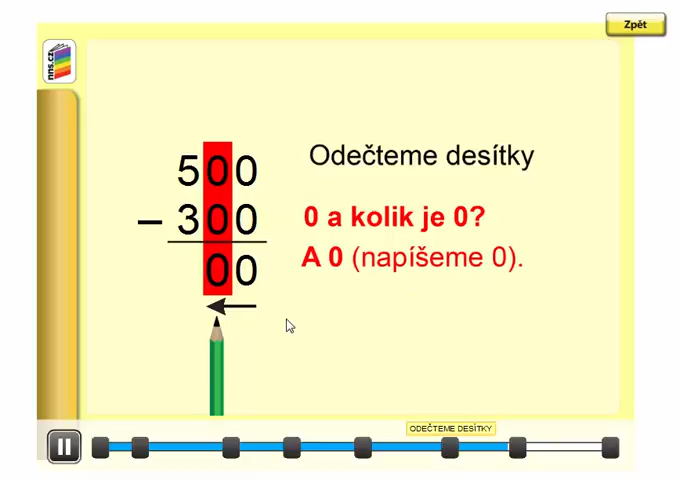 Zpět
nns.cz
Odečteme desítky
500
− 300
00
0 a kolik je 0?
A 0 (napíšeme 0).
ODEČTEME DESÍTKY